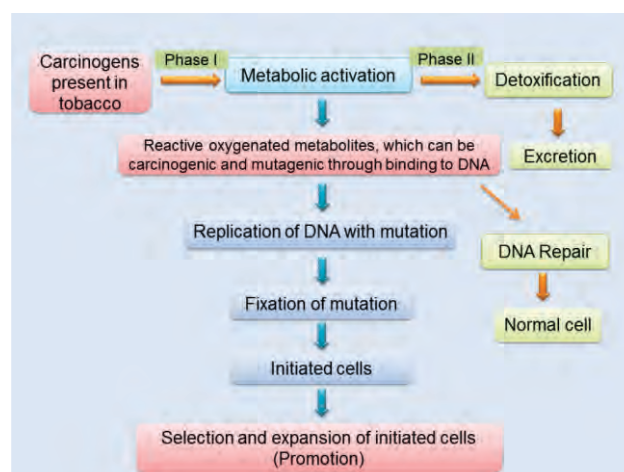 Carcinogens
present in
tobacco
Phase I
Metabolic activation
Phase II
Detoxification
Excretion
Reactive oxygenated metabolites, which can be
carcinogenic and mutagenic through binding to DNA
Replication of DNA with mutation
DNA Repair
Fixation of mutation
Normal cell
Initiated cells
Selection and expansion of initiated cells
(Promotion)